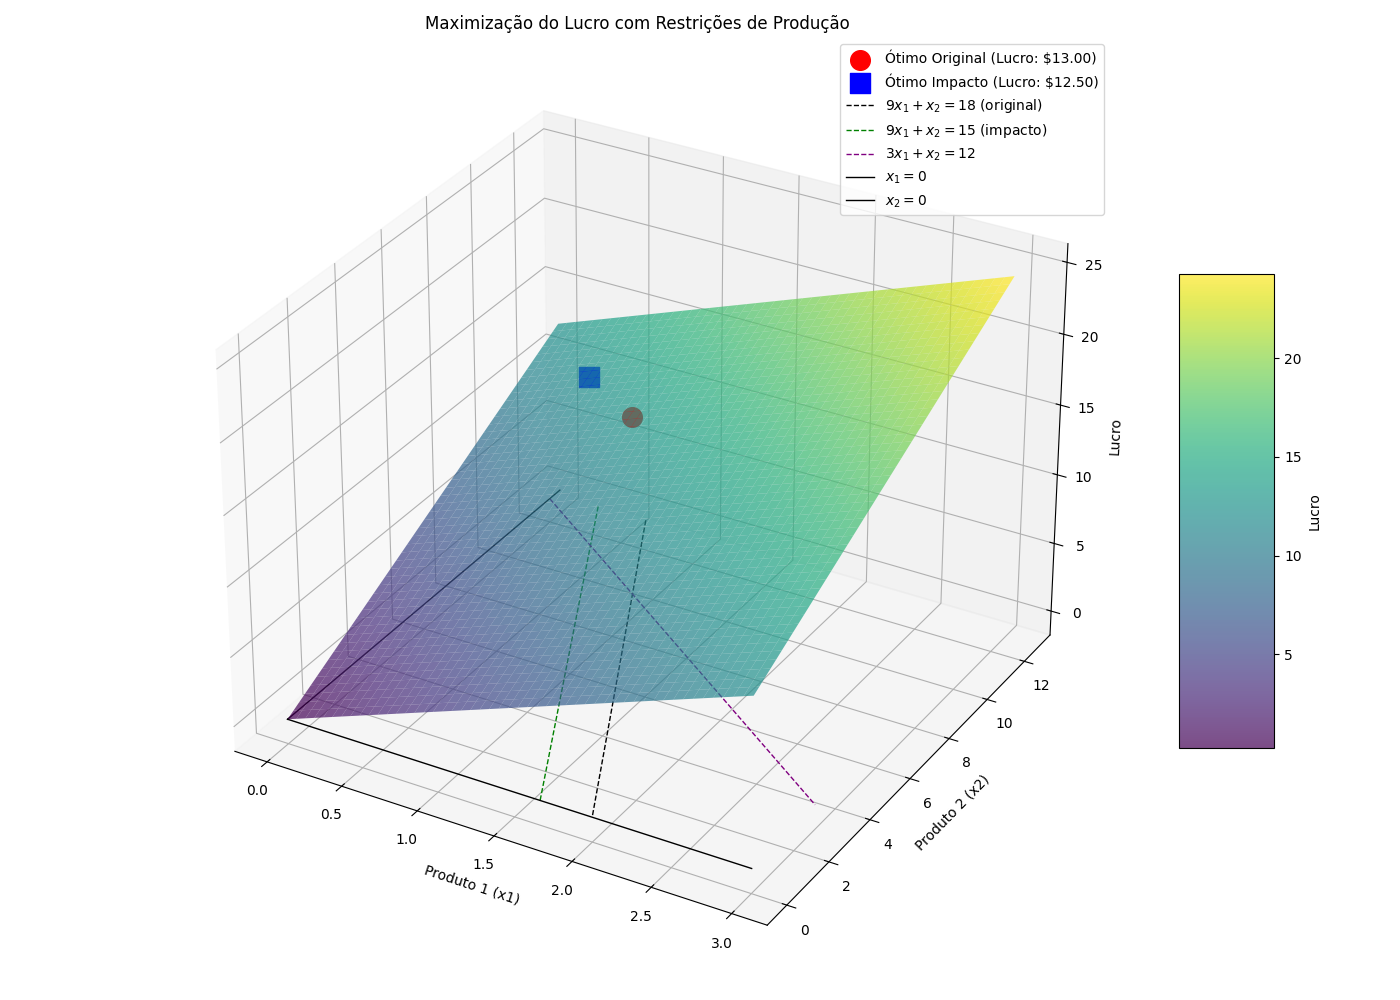 Maximização do Lucro com Restrições de Produção
Ótimo Original (Lucro: $13.00)
Ótimo Impacto (Lucro: $12.50)
9x₁ + x₂ = 18 (original)
9x₁ + x₂ = 15 (impacto)
3x₁ + x₂ = 12
x₁ = 0
x₂ = 0
25
20
15
10
5
0
Lucro
20
15
10
5
Lucro
0.0
0.5
1.0
1.5
2.0
2.5
3.0
Produto 1 (x1)
0
2
4
6
8
10
12
Produto 2 (x2)